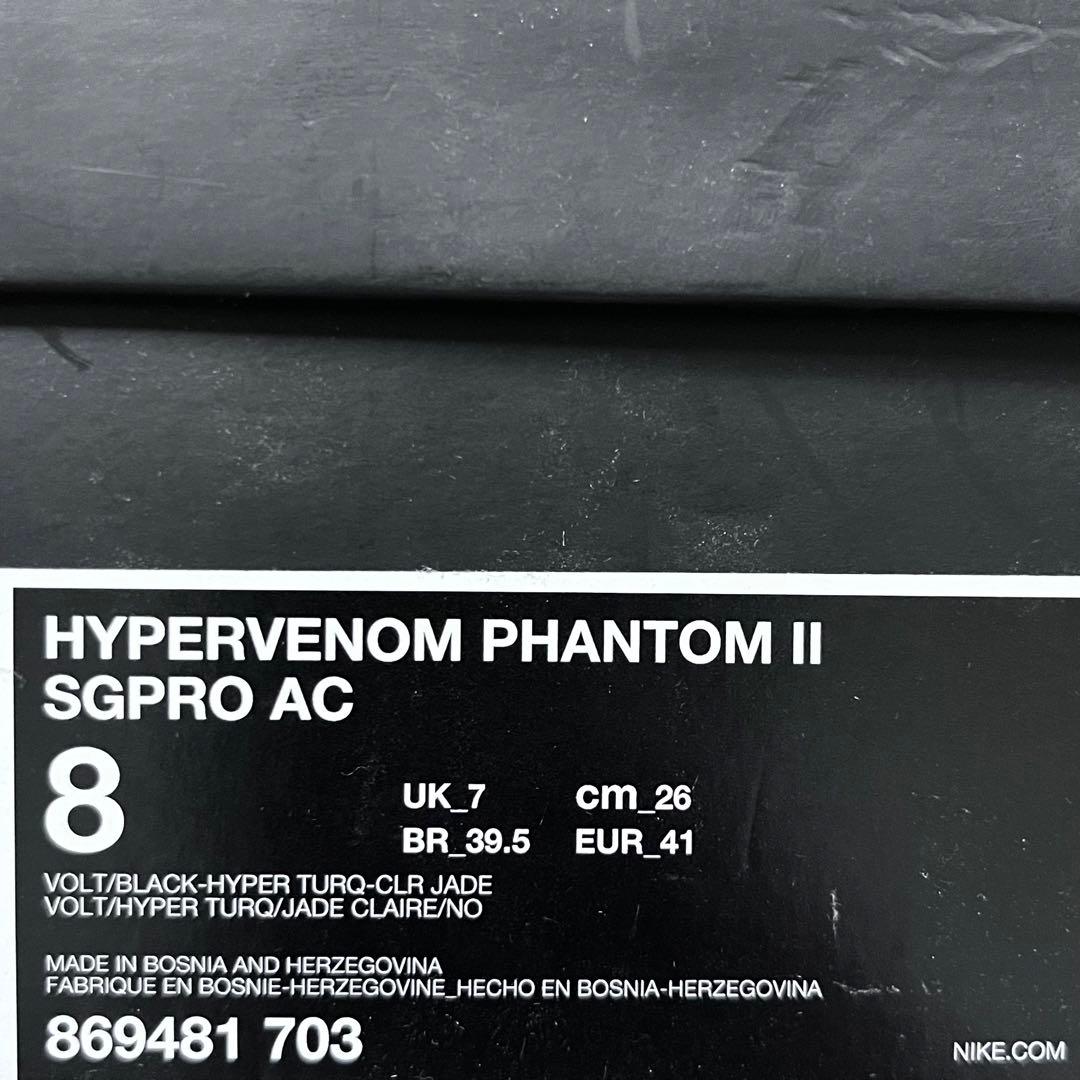 HYPERVENOM PHANTOM II
SGPRO AC
8
UK_7 cm_26
BR_39.5 EUR_41
VOLT/BLACK-HYPER TURQ-CLR JADE
VOLT/HYPER TURQ/JADE CLAIRE/NO
MADE IN BOSNIA AND HERZEGOVINA
FABRIQUE EN BOSNIE-HERZEGOVINE_HECHO EN BOSNIA-HERZEGOVINA
869481 703
NIKE.COM